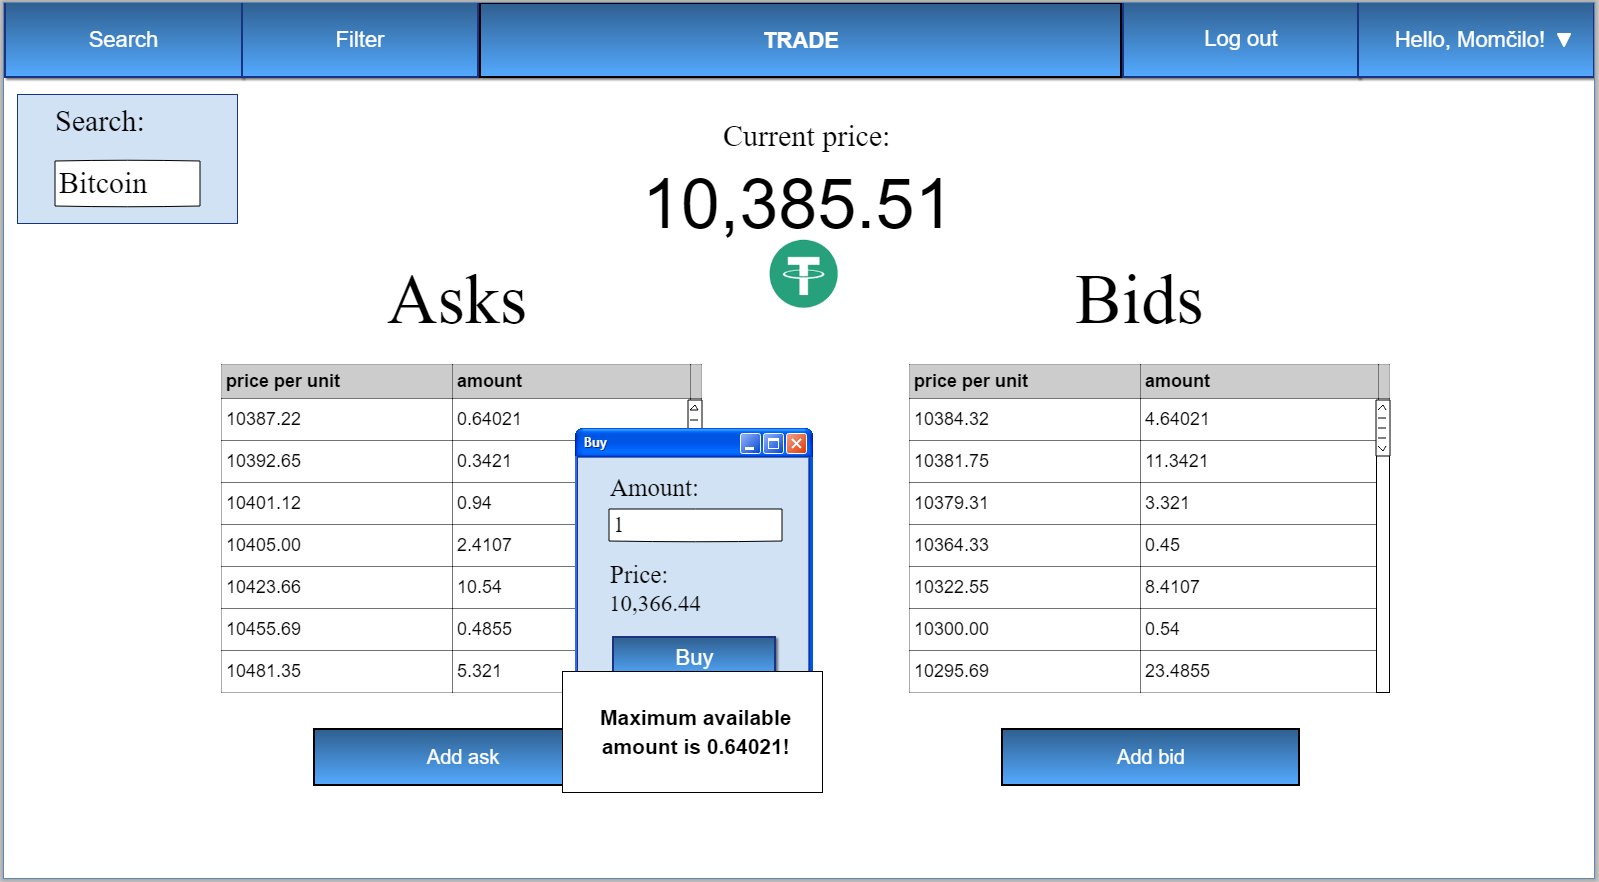 Search
Filter
TRADE
Log out
Hello, Momčilo! ▼
Search:
Bitcoin
Current price:
10,385.51
Asks
Bids
price per unit amount
10387.22 0.64021
10392.65 0.3421
10401.12 0.94
10405.00 2.4107
10423.66 10.54
10455.69 0.4855
10481.35 5.321
Add ask
Buy
Amount:
1
Price:
10,366.44
Buy
Maximum available
amount is 0.64021!
price per unit amount
10384.32 4.64021
10381.75 11.3421
10379.31 3.321
10364.33 0.45
10322.55 8.4107
10300.00 0.54
10295.69 23.4855
Add bid